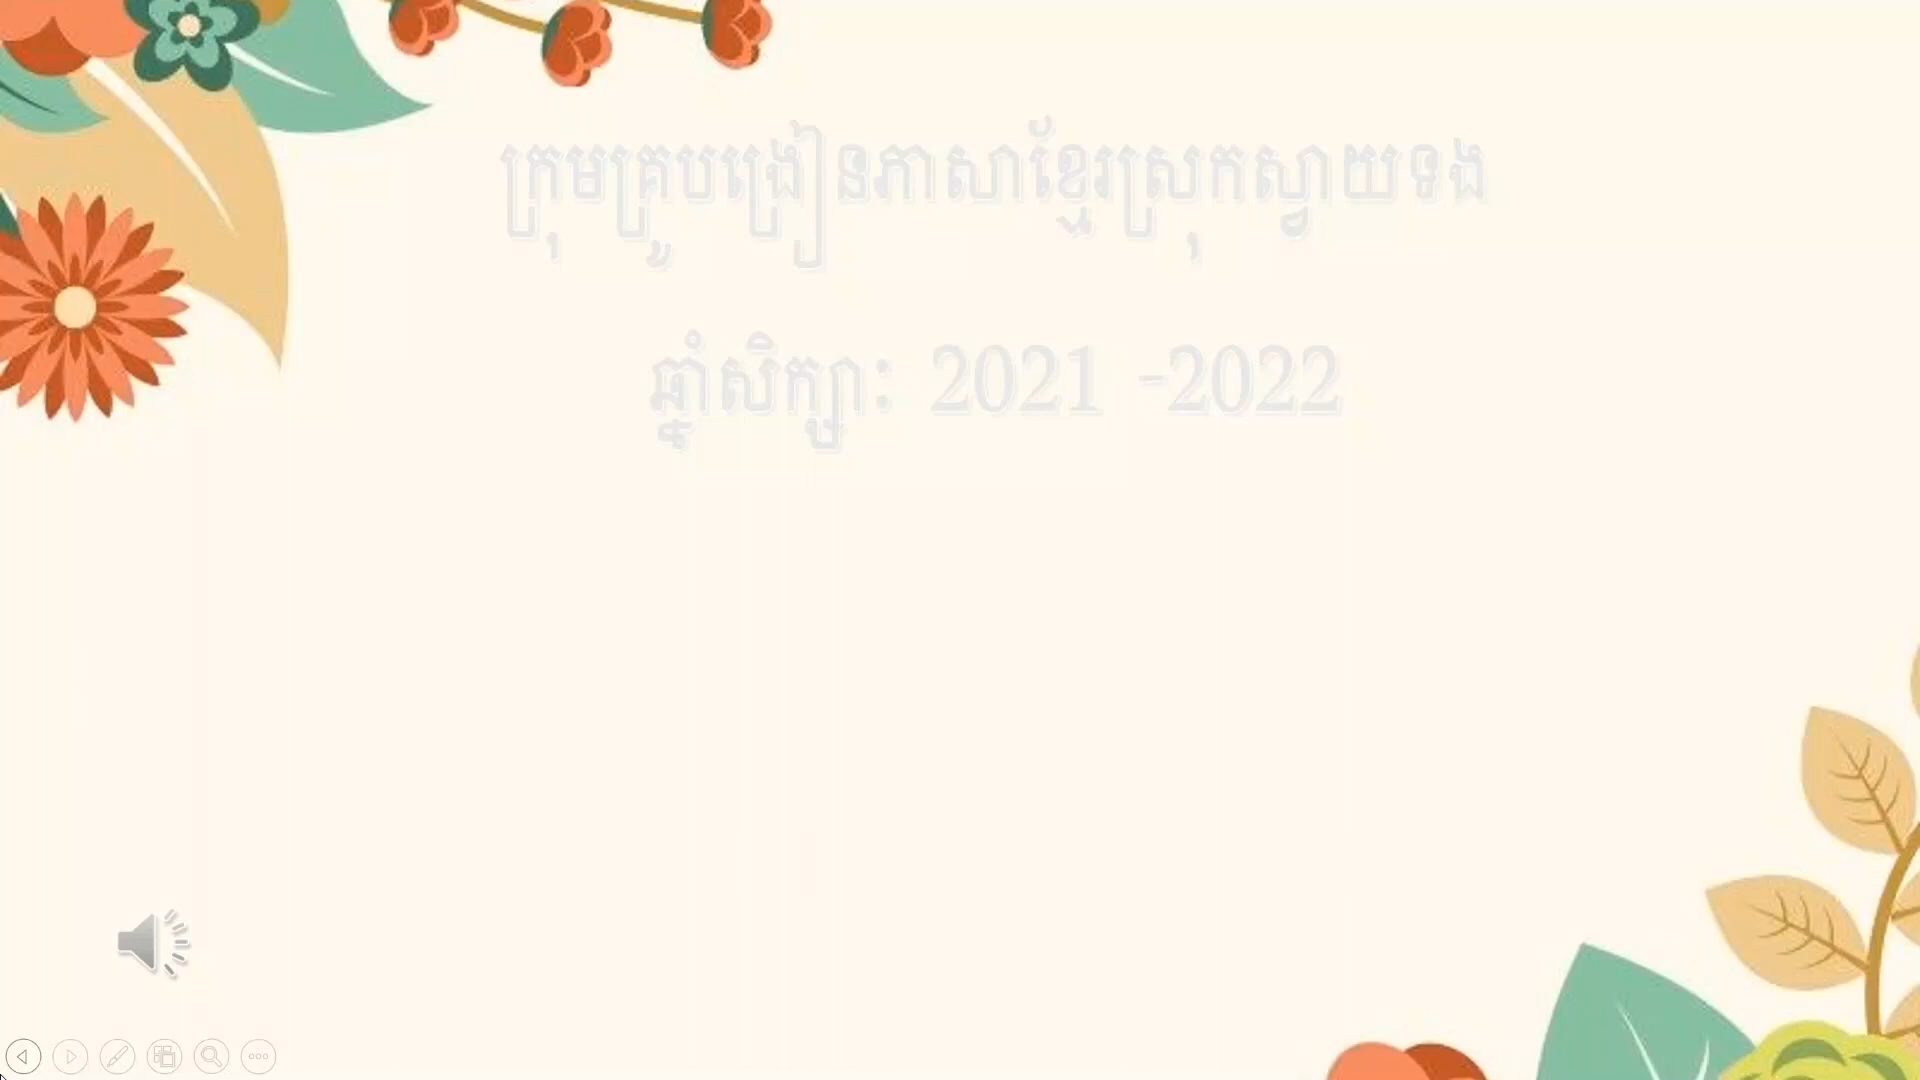 ក្រុមគ្រូបង្រៀនភាសាខ្មែរស្រុកស្វាយទង
ឆ្នាំសិក្សា: 2021 -2022